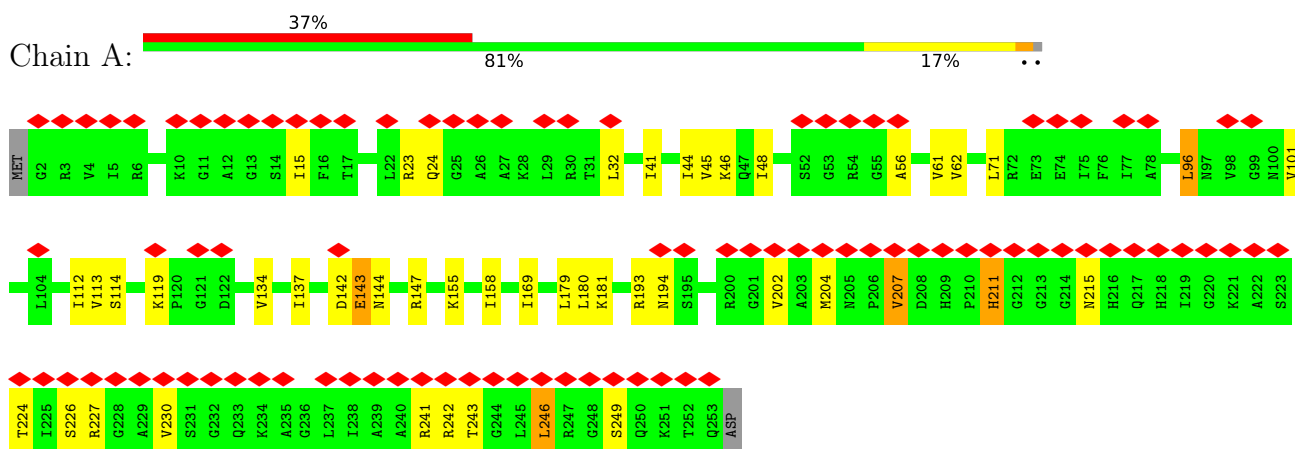 37%
Chain A:
81% 17% • •
MET G2 R3 V4 I5 R6 K10 G11 A12 G13 S14 I15 F16 T17 L22 R23 Q24 G25 A26 A27 K28 L29 R30 T31 L32 I41 I44 V45 K46 Q47 I48 S52 G53 R54 G55 A56 V61 V62 L71 R72 E73 E74 I75 F76 I77 A78 L96 N97 V98 G99 N100 V101
L104 I112 V113 S114 K119 P120 G121 D122 V134 I137 D142 E143 N144 R147 K155 I158 I169 L179 L180 K181 R193 N194 S195 R200 G201 V202 A203 M204 N205 P206 V207 D208 H209 P210 H211 G212 G213 G214 N215 H216 Q217 H218 I219 G220 K221 A222 S223
T224 I225 S226 R227 G228 A229 V230 S231 G232 Q233 K234 A235 G236 L237 I238 A239 A240 R241 R242 T243 G244 L245 L246 R247 G248 S249 Q250 K251 T252 Q253 ASP